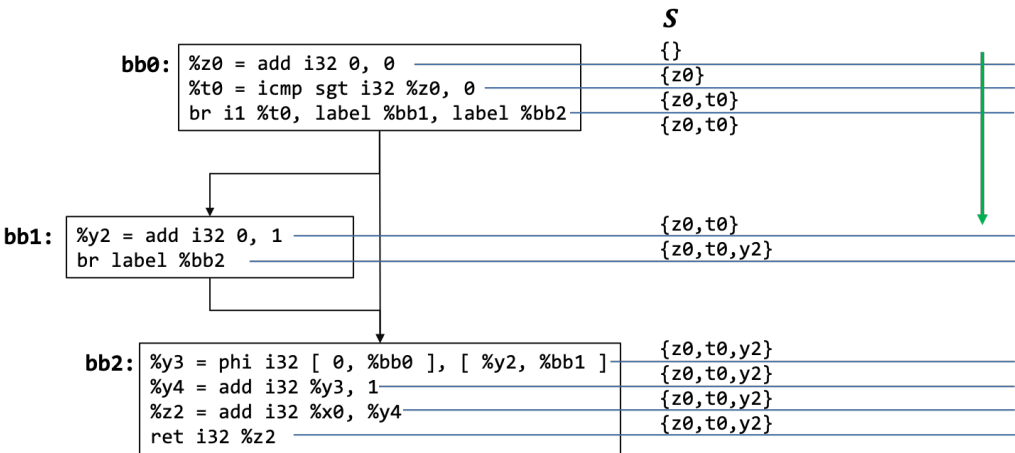 S
{}
bb0:
%z0 = add i32 0, 0
{z0}
%t0 = icmp sgt i32 %z0, 0
{z0,t0}
br i1 %t0, label %bb1, label %bb2
{z0,t0}
{z0,t0}
bb1:
%y2 = add i32 0, 1
{z0,t0,y2}
br label %bb2
{z0,t0,y2}
bb2:
%y3 = phi i32 [ 0, %bb0 ], [ %y2, %bb1 ]
{z0,t0,y2}
%y4 = add i32 %y3, 1
{z0,t0,y2}
%z2 = add i32 %x0, %y4
{z0,t0,y2}
ret i32 %z2